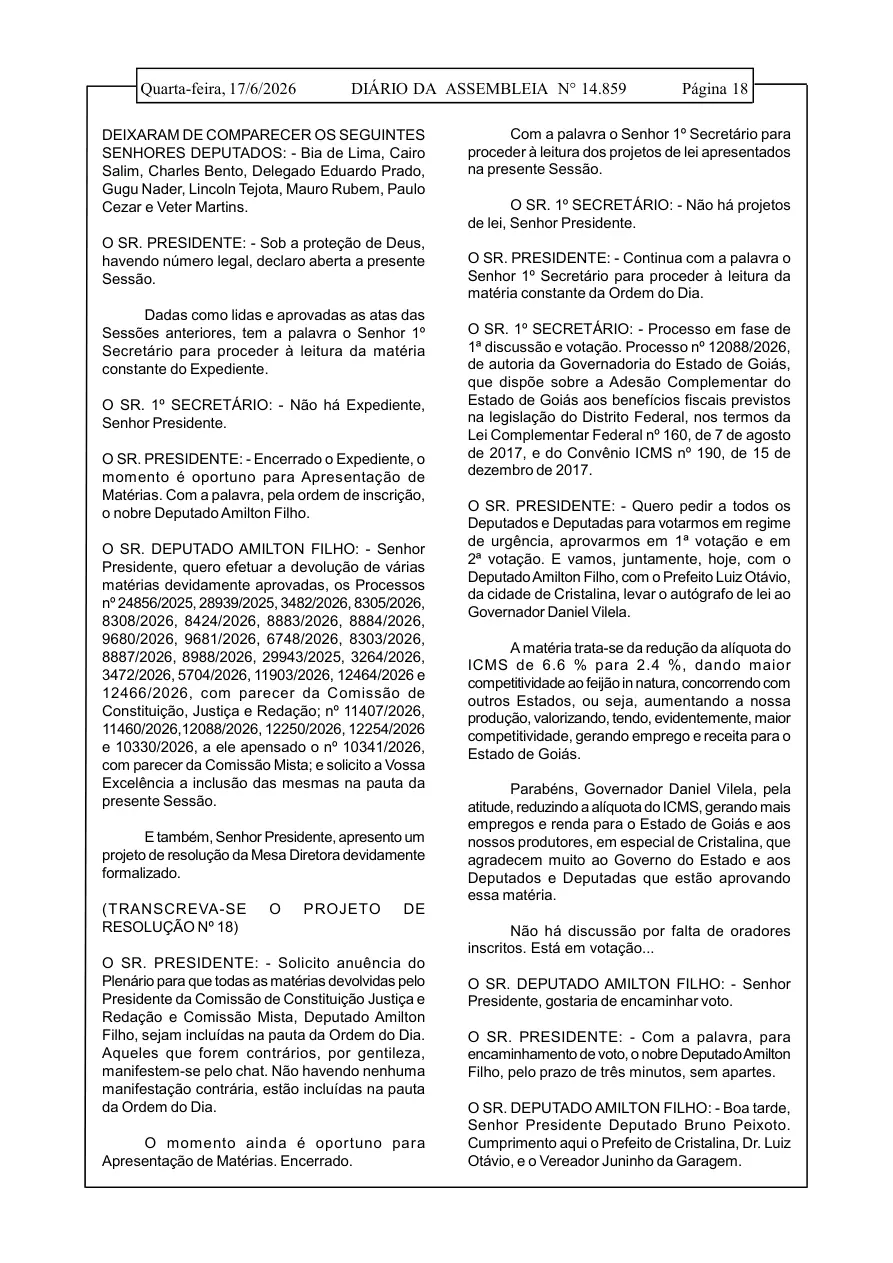 Quarta-feira, 17/6/2026 DIÁRIO DA ASSEMBLEIA N° 14.859 Página 18
DEIXARAM DE COMPARECER OS SEGUINTES
SENHORES DEPUTADOS: - Bia de Lima, Cairo
Salim, Charles Bento, Delegado Eduardo Prado,
Gugu Nader, Lincoln Tejota, Mauro Rubem, Paulo
Cezar e Veter Martins.
O SR. PRESIDENTE: - Sob a proteção de Deus,
havendo número legal, declaro aberta a presente
Sessão.
Dadas como lidas e aprovadas as atas das
Sessões anteriores, tem a palavra o Senhor 1º
Secretário para proceder à leitura da matéria
constante do Expediente.
O SR. 1º SECRETÁRIO: - Não há Expediente,
Senhor Presidente.
O SR. PRESIDENTE: - Encerrado o Expediente, o
momento é oportuno para Apresentação de
Matérias. Com a palavra, pela ordem de inscrição,
o nobre Deputado Amilton Filho.
O SR. DEPUTADO AMILTON FILHO: - Senhor
Presidente, quero efetuar a devolução de várias
matérias devidamente aprovadas, os Processos
nº 24856/2025, 28939/2025, 3482/2026, 8305/2026,
8308/2026, 8424/2026, 8883/2026, 8884/2026,
9680/2026, 9681/2026, 6748/2026, 8303/2026,
8887/2026, 8988/2026, 29943/2025, 3264/2026,
3472/2026, 5704/2026, 11903/2026, 12464/2026 e
12466/2026, com parecer da Comissão de
Constituição, Justiça e Redação; nº 11407/2026,
11460/2026,12088/2026, 12250/2026, 12254/2026
e 10330/2026, a ele apensado o nº 10341/2026,
com parecer da Comissão Mista; e solicito a Vossa
Excelência a inclusão das mesmas na pauta da
presente Sessão.
E também, Senhor Presidente, apresento um
projeto de resolução da Mesa Diretora devidamente
formalizado.
(TRANSCREVA-SE O PROJETO DE
RESOLUÇÃO Nº 18)
O SR. PRESIDENTE: - Solicito anuência do
Plenário para que todas as matérias devolvidas pelo
Presidente da Comissão de Constituição Justiça e
Redação e Comissão Mista, Deputado Amilton
Filho, sejam incluídas na pauta da Ordem do Dia.
Aqueles que forem contrários, por gentileza,
manifestem-se pelo chat. Não havendo nenhuma
manifestação contrária, estão incluídas na pauta
da Ordem do Dia.
O momento ainda é oportuno para
Apresentação de Matérias. Encerrado.
Com a palavra o Senhor 1º Secretário para
proceder à leitura dos projetos de lei apresentados
na presente Sessão.
O SR. 1º SECRETÁRIO: - Não há projetos
de lei, Senhor Presidente.
O SR. PRESIDENTE: - Continua com a palavra o
Senhor 1º Secretário para proceder à leitura da
matéria constante da Ordem do Dia.
O SR. 1º SECRETÁRIO: - Processo em fase de
1ª discussão e votação. Processo nº 12088/2026,
de autoria da Governadoria do Estado de Goiás,
que dispõe sobre a Adesão Complementar do
Estado de Goiás aos benefícios fiscais previstos
na legislação do Distrito Federal, nos termos da
Lei Complementar Federal nº 160, de 7 de agosto
de 2017, e do Convênio ICMS nº 190, de 15 de
dezembro de 2017.
O SR. PRESIDENTE: - Quero pedir a todos os
Deputados e Deputadas para votarmos em regime
de urgência, aprovarmos em 1ª votação e em
2ª votação. E vamos, juntamente, hoje, com o
Deputado Amilton Filho, com o Prefeito Luiz Otávio,
da cidade de Cristalina, levar o autógrafo de lei ao
Governador Daniel Vilela.
A matéria trata-se da redução da alíquota do
ICMS de 6.6 % para 2.4 %, dando maior
competitividade ao feijão in natura, concorrendo com
outros Estados, ou seja, aumentando a nossa
produção, valorizando, tendo, evidentemente, maior
competitividade, gerando emprego e receita para o
Estado de Goiás.
Parabéns, Governador Daniel Vilela, pela
atitude, reduzindo a alíquota do ICMS, gerando mais
empregos e renda para o Estado de Goiás e aos
nossos produtores, em especial de Cristalina, que
agradecem muito ao Governo do Estado e aos
Deputados e Deputadas que estão aprovando
essa matéria.
Não há discussão por falta de oradores
inscritos. Está em votação...
O SR. DEPUTADO AMILTON FILHO: - Senhor
Presidente, gostaria de encaminhar voto.
O SR. PRESIDENTE: - Com a palavra, para
encaminhamento de voto, o nobre Deputado Amilton
Filho, pelo prazo de três minutos, sem apartes.
O SR. DEPUTADO AMILTON FILHO: - Boa tarde,
Senhor Presidente Deputado Bruno Peixoto.
Cumprimento aqui o Prefeito de Cristalina, Dr. Luiz
Otávio, e o Vereador Juninho da Garagem.